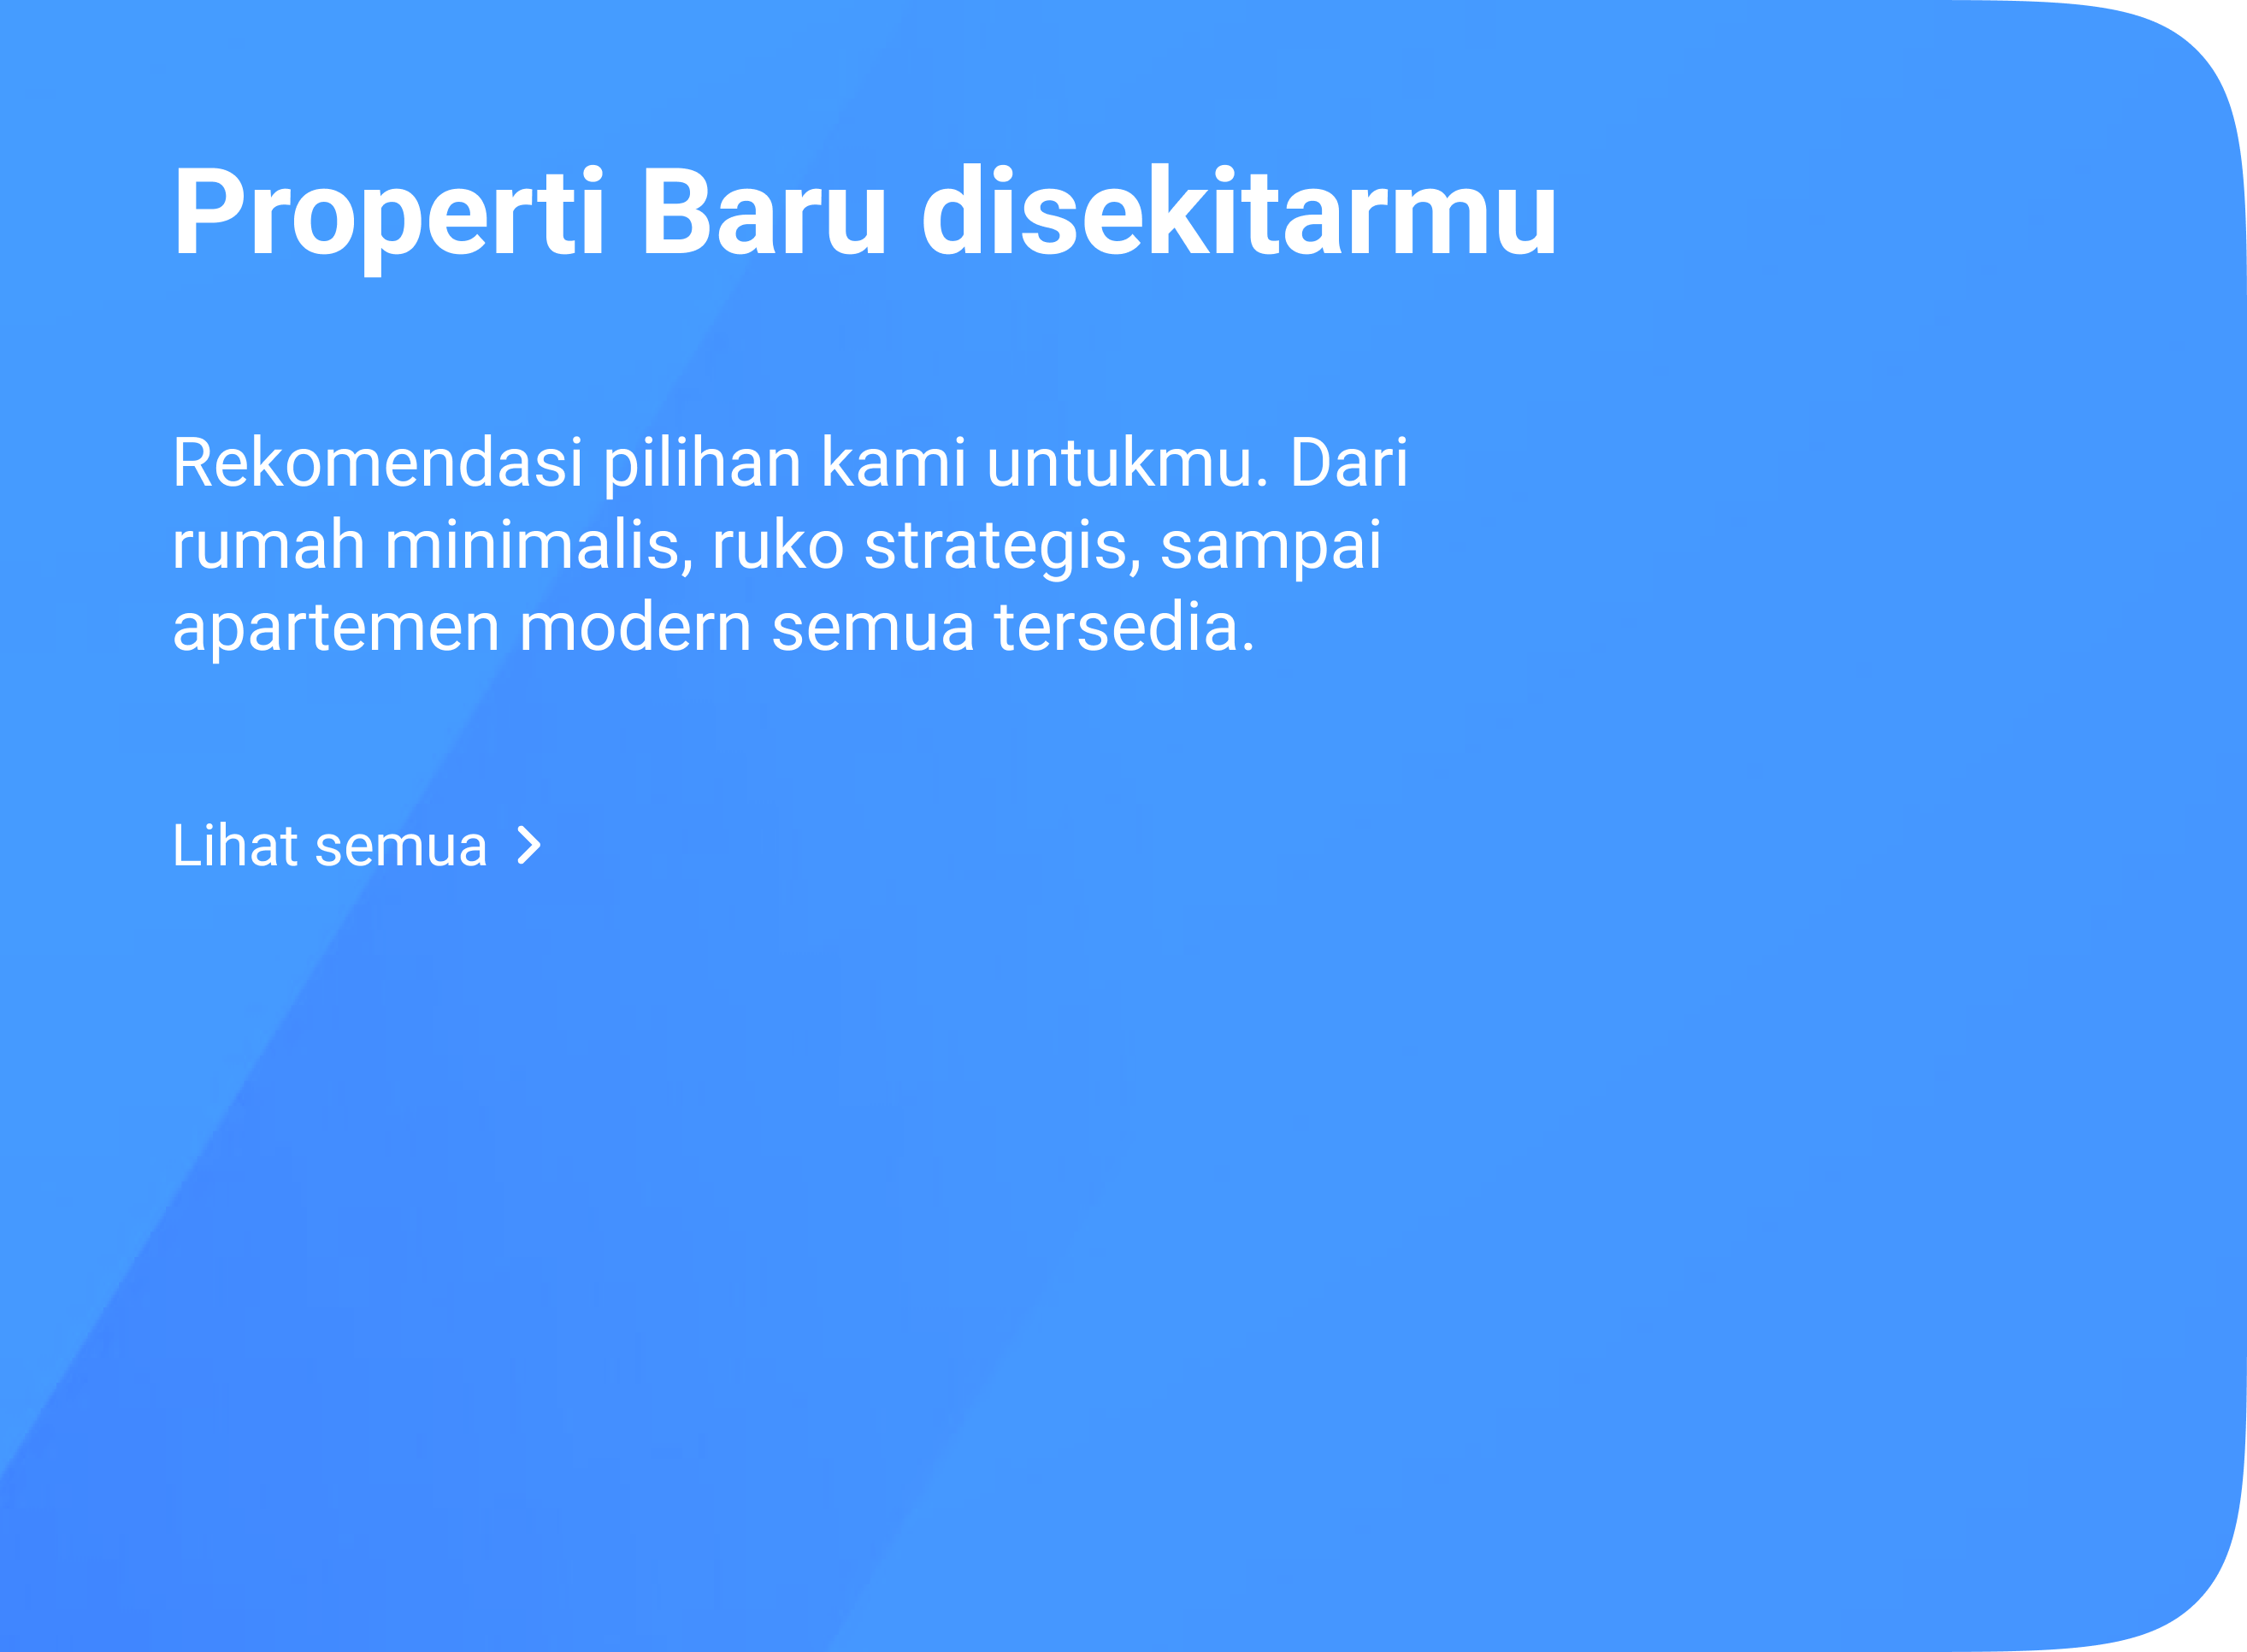 Properti Baru disekitarmu
Rekomendasi pilihan kami untukmu. Dari
rumah minimalis, ruko strategis, sampai
apartemen modern semua tersedia.
Lihat semua